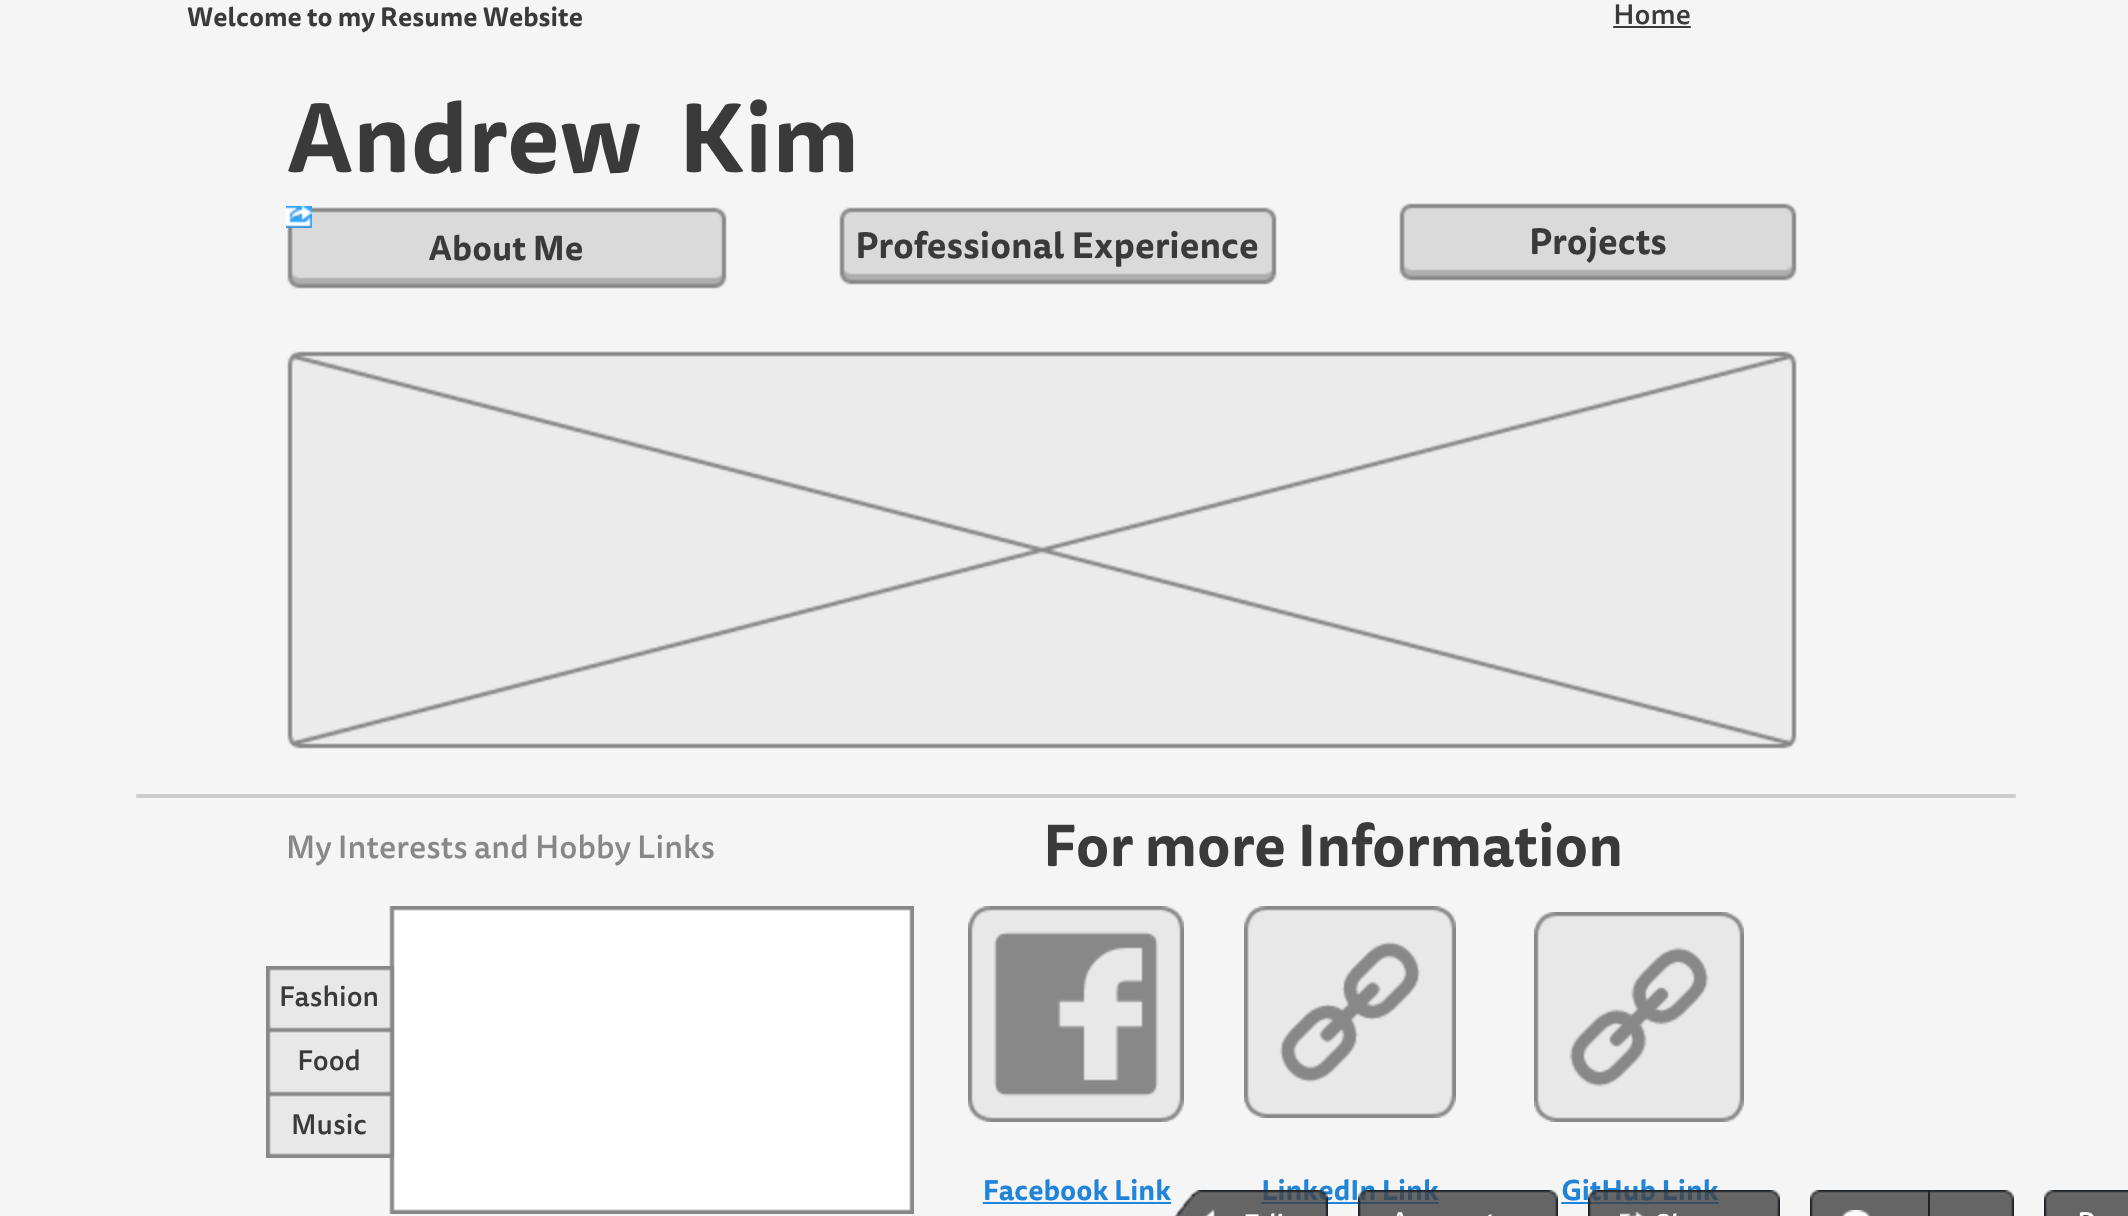 Welcome to my Resume Website
Home
Andrew Kim
About Me
Professional Experience
Projects
My Interests and Hobby Links
For more Information
Fashion
Food
Music
Facebook Link
LinkedIn Link
GitHub Link